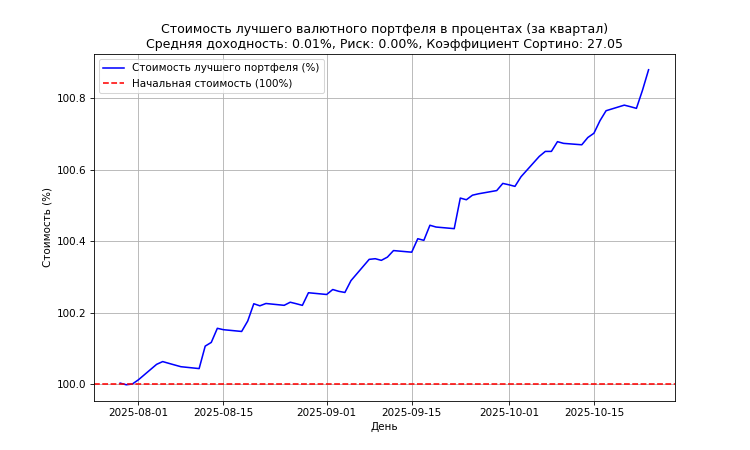 Стоимость лучшего валютного портфеля в процентах (за квартал)
Средняя доходность: 0.01%, Риск: 0.00%, Коэффициент Сортино: 27.05
Стоимость лучшего портфеля (%)
Начальная стоимость (100%)
Стоимость (%)
100.8
100.6
100.4
100.2
100.0
2025-08-01 2025-08-15 2025-09-01 2025-09-15 2025-10-01 2025-10-15
День